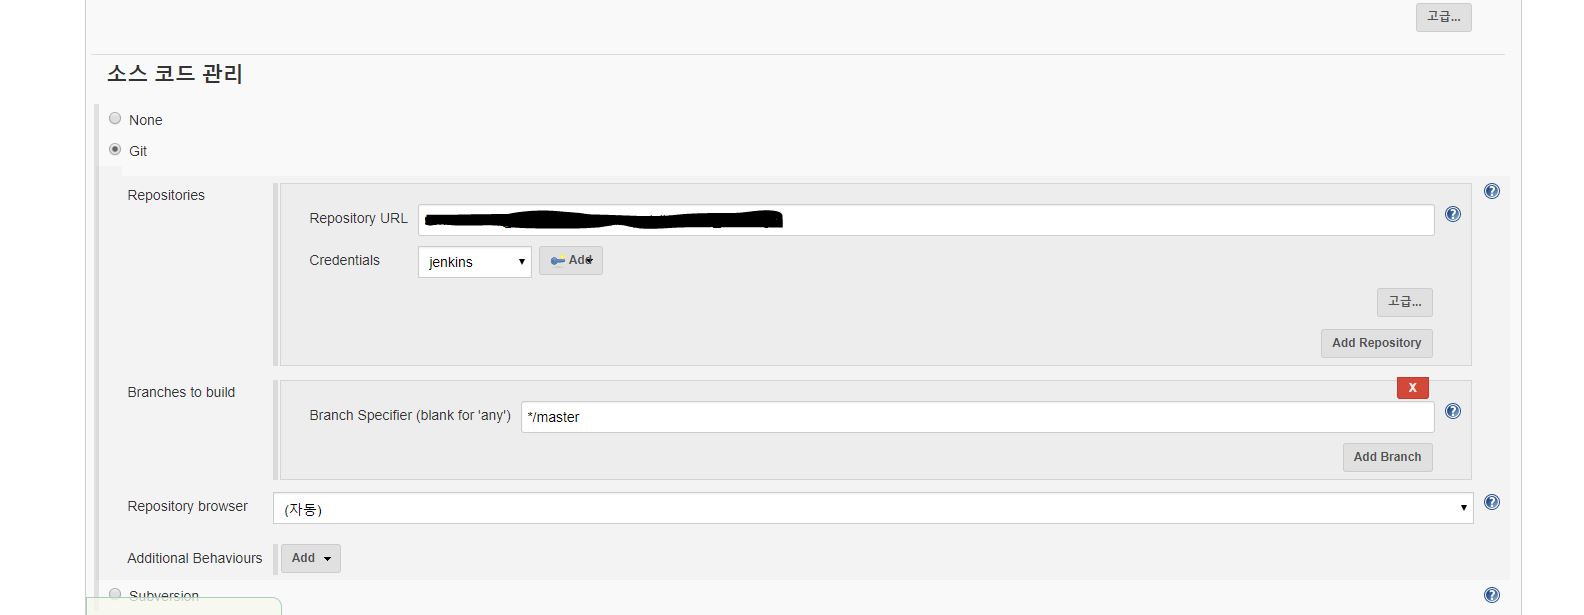 고급...
소스 코드 관리
None
Git
Repositories
Repository URL
Credentials
jenkins
Add
고급...
Add Repository
Branches to build
X
Branch Specifier (blank for 'any')
*/master
Add Branch
Repository browser
(자동)
Additional Behaviours
Add
Subversion